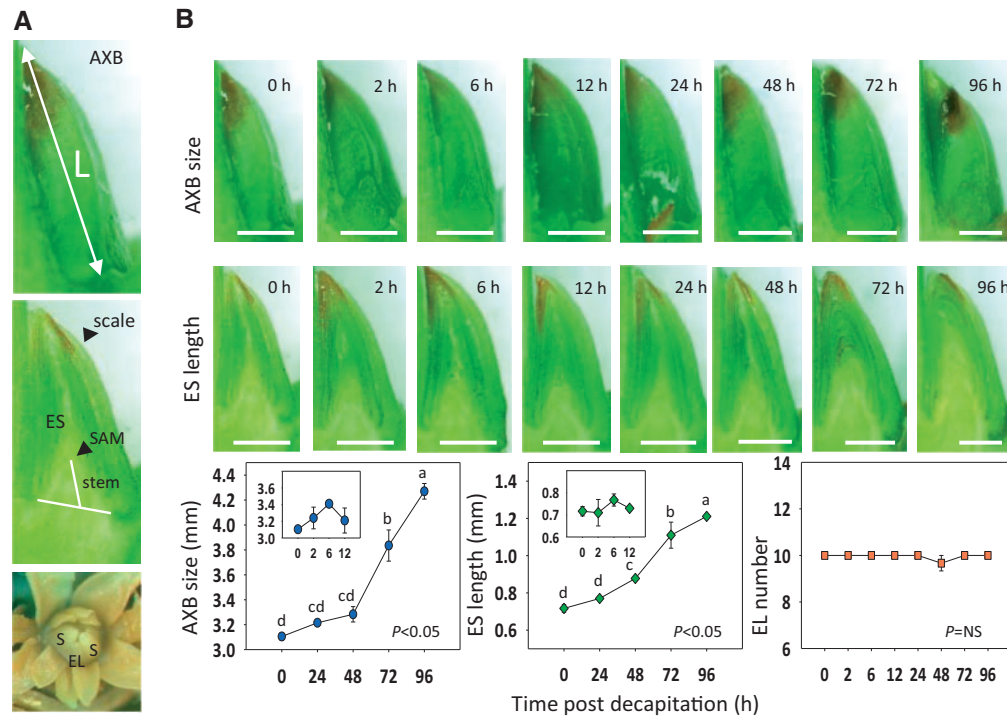 A
AXB
L
scale
ES
SAM
stem
S
S
EL
B
AXB size
0 h
2 h
6 h
12 h
24 h
48 h
72 h
96 h
ES length
0 h
2 h
6 h
12 h
24 h
48 h
72 h
96 h
AXB size (mm)
4.4
4.2
4.0
3.8
3.6
3.4
3.2
3.0
3.6
3.4
3.2
3.0
0 2 6 12
d
cd
cd
b
a
P<0.05
0 24 48 72 96
ES length (mm)
1.4
1.2
1.0
0.8
0.6
0.8
0.7
0.6
0 2 6 12
d
d
c
b
a
P<0.05
0 24 48 72 96
EL number
14
12
10
8
6
P=NS
0 2 6 12 24 48 72 96
Time post decapitation (h)